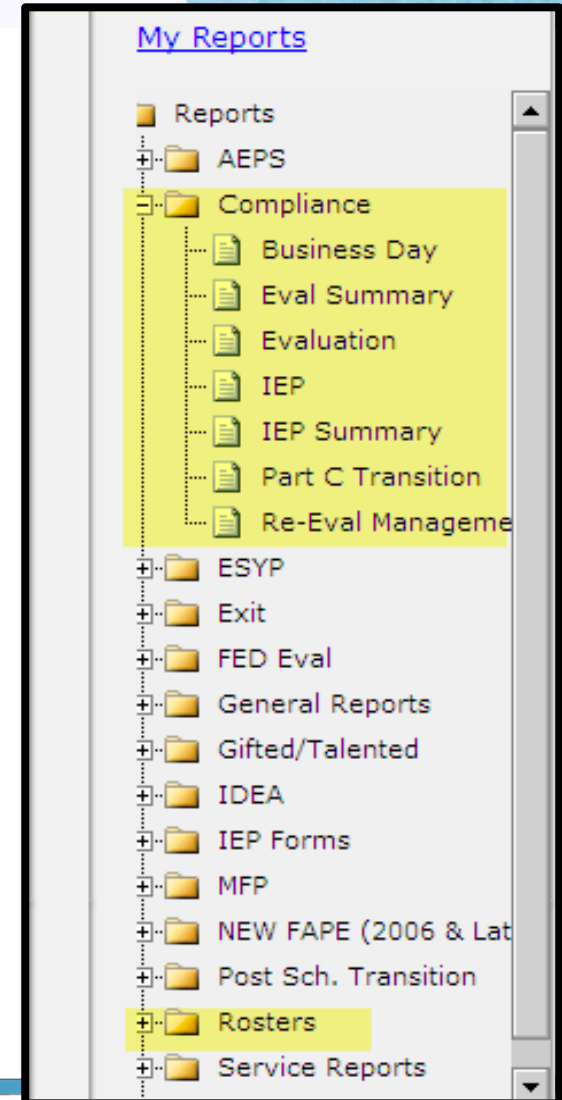 My Reports
Reports
AEPS
Compliance
Business Day
Eval Summary
Evaluation
IEP
IEP Summary
Part C Transition
Re-Eval Manageme
ESYP
Exit
FED Eval
General Reports
Gifted/Talented
IDEA
IEP Forms
MFP
NEW FAPE (2006 & Lat
Post Sch. Transition
Rosters
Service Reports